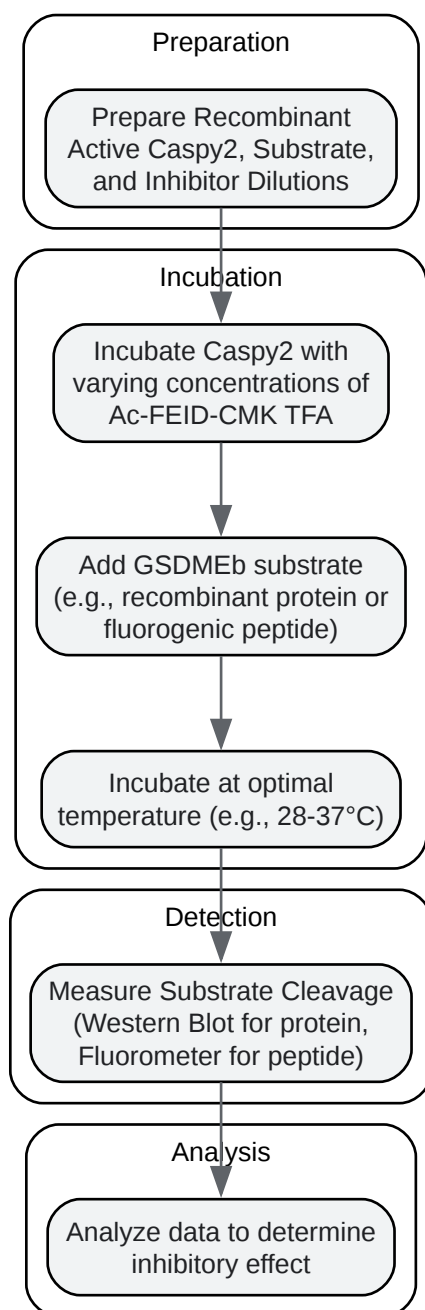 Preparation
Prepare Recombinant
Active Caspy2, Substrate,
and Inhibitor Dilutions
Incubation
Incubate Caspy2 with
varying concentrations of
Ac-FEID-CMK TFA
Add GSDMEb substrate
(e.g., recombinant protein or
fluorogenic peptide)
Incubate at optimal
temperature (e.g., 28-37°C)
Detection
Measure Substrate Cleavage
(Western Blot for protein,
Fluorometer for peptide)
Analysis
Analyze data to determine
inhibitory effect